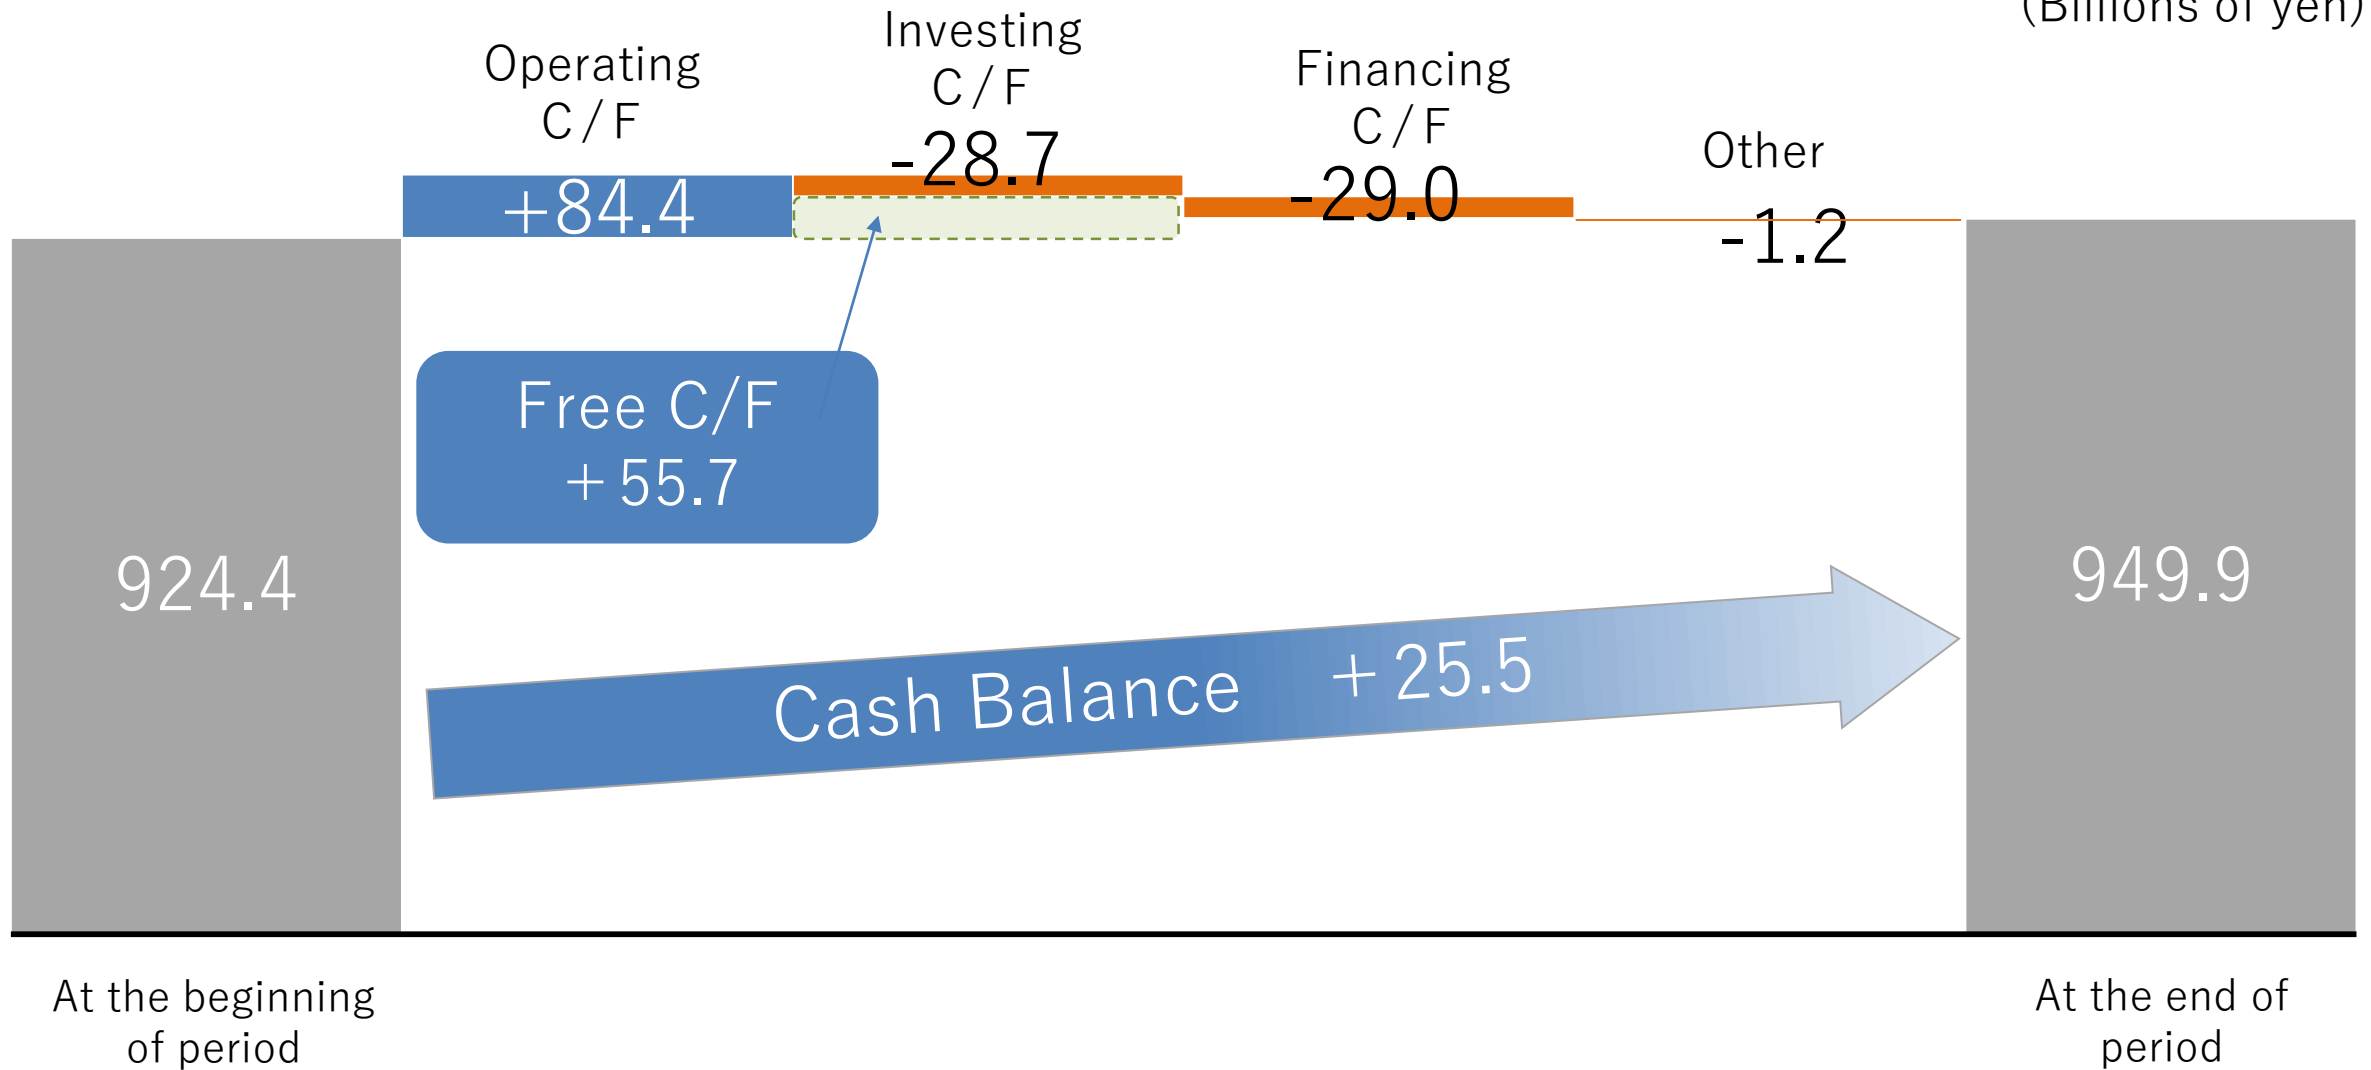 (Billions of yen)
Operating
C/F
+84.4
Investing
C/F
-28.7
Financing
C/F
-29.0
Other
-1.2
Free C/F
+55.7
924.4
949.9
Cash Balance +25.5
At the beginning
of period
At the end of
period